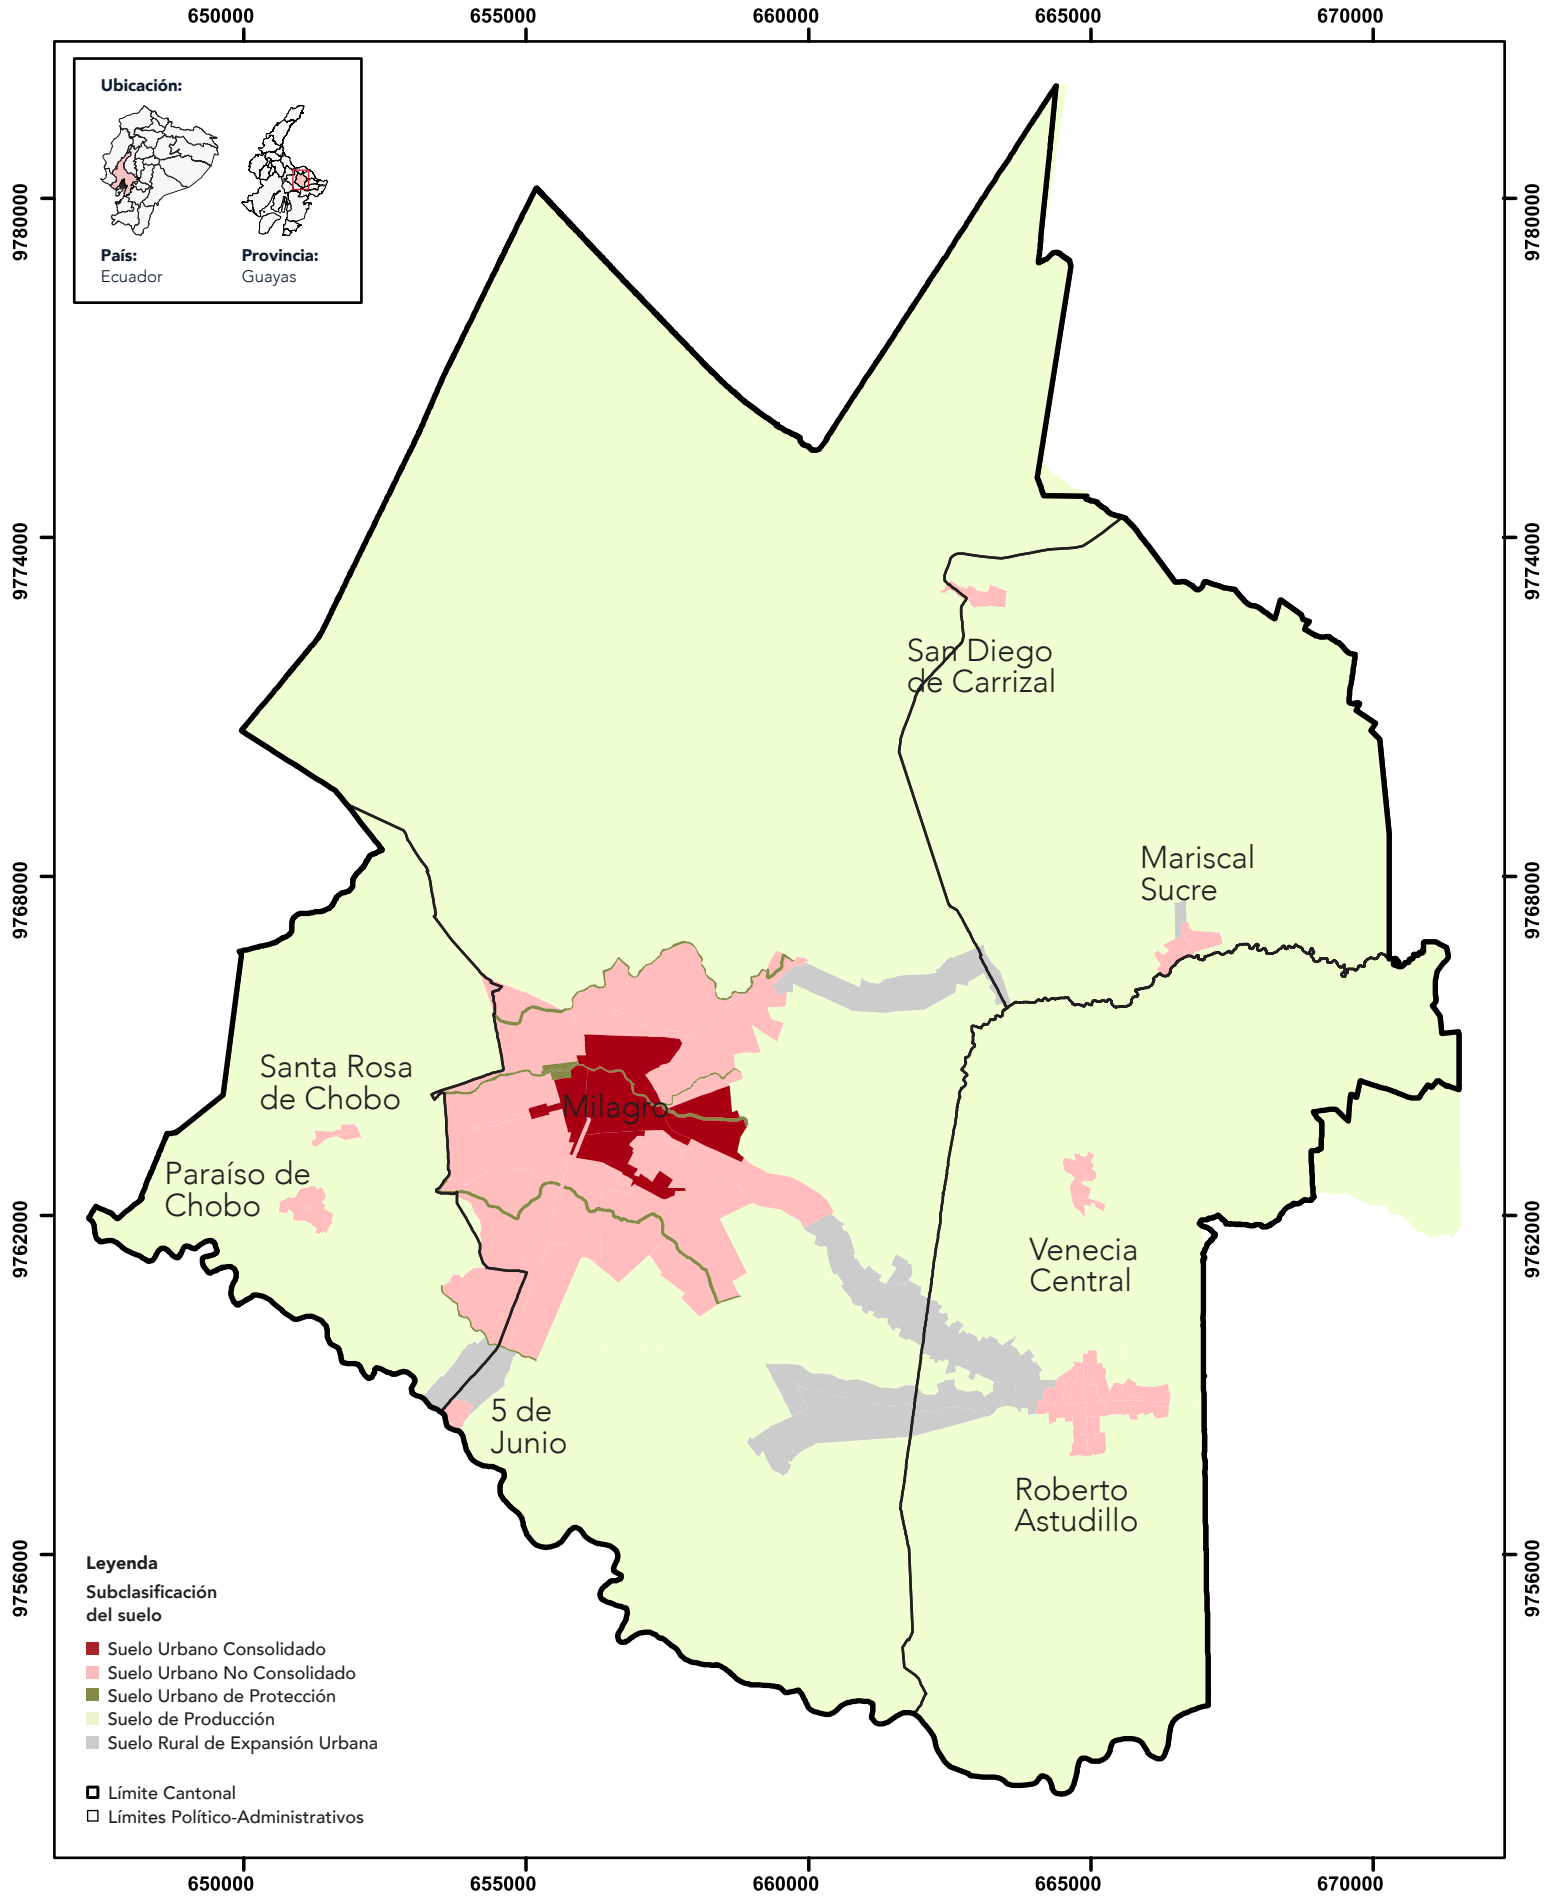 650000
655000
660000
665000
670000
Ubicación:
País:
Ecuador
Provincia:
Guayas
9780000
9780000
9774000
9774000
San Diego
de Carrizal
Mariscal
Sucre
9768000
9768000
Santa Rosa
de Chobo
Milagro
Paraíso de
Chobo
9762000
9762000
Venecia
Central
5 de
Junio
Roberto
Astudillo
9756000
9756000
Leyenda
Subclasificación
del suelo
Suelo Urbano Consolidado
Suelo Urbano No Consolidado
Suelo Urbano de Protección
Suelo de Producción
Suelo Rural de Expansión Urbana
Límite Cantonal
Límites Político-Administrativos
650000
655000
660000
665000
670000